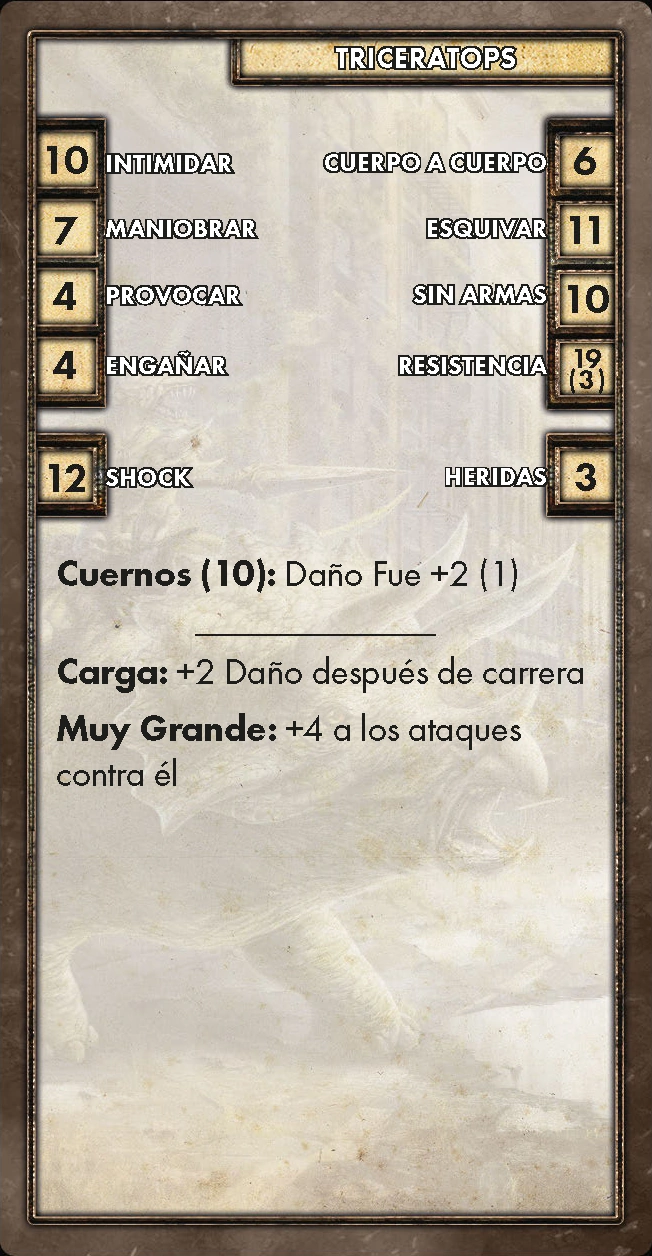 TRICERATOPS
10 INTIMIDAR CUERPO A CUERPO 6
7 MANIOBRAR ESQUIVAR 11
4 PROVOCAR SIN ARMAS 10
4 ENGAÑAR RESISTENCIA 19 (3)
12 SHOCK HERIDAS 3
Cuernos (10): Daño Fue +2 (1)
Carga: +2 Daño después de carrera
Muy Grande: +4 a los ataques
contra él